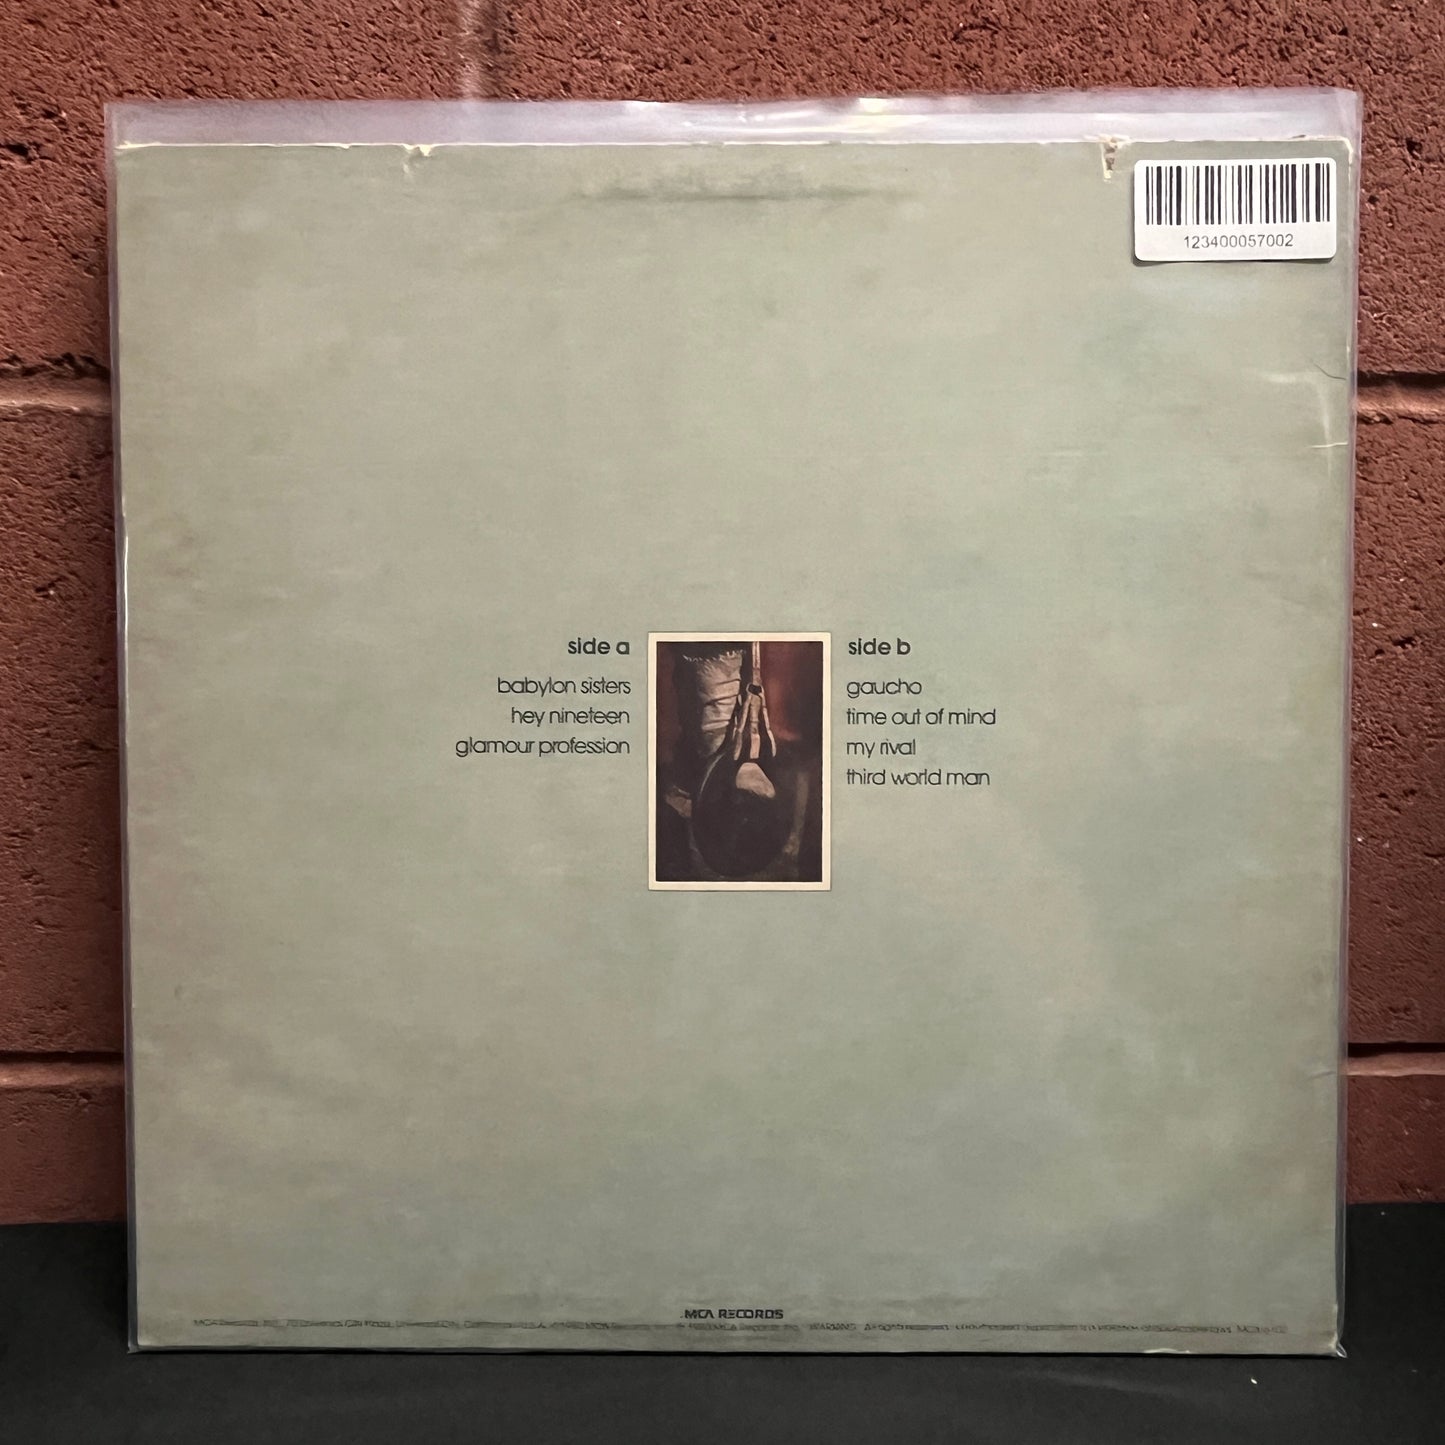 123400057002
side a
babylon sisters
hey nineteen
glamour profession
side b
gaucho
time out of mind
my rival
third world man
MCA RECORDS